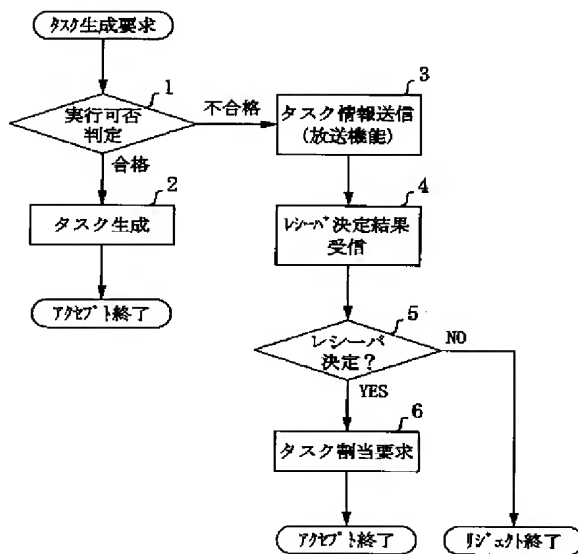 タスク生成要求
1
実行可否
判定
不合格
合格
3
タスク情報送信
(放送機能)
2
タスク生成
4
レシーバ決定結果
受信
アクセプト終了
5
レシーバ
決定?
NO
YES
6
タスク割当要求
アクセプト終了
リジェクト終了